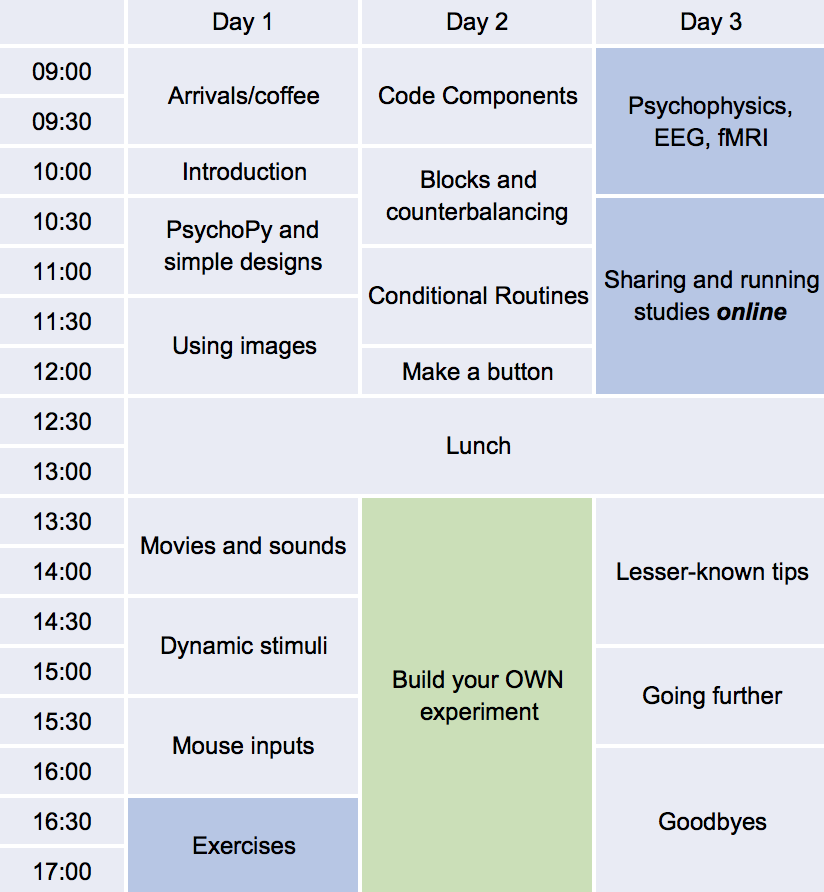 Day 1
Day 2
Day 3
09:00
Arrivals/coffee
Code Components
Psychophysics,
EEG, fMRI
09:30
10:00
Introduction
Blocks and
counterbalancing
10:30
PsychoPy and
simple designs
Sharing and running
studies online
11:00
Conditional Routines
11:30
Using images
12:00
Make a button
12:30
Lunch
13:00
13:30
Movies and sounds
Build your OWN
experiment
Lesser-known tips
14:00
14:30
Dynamic stimuli
15:00
Going further
15:30
Mouse inputs
16:00
Goodbyes
16:30
Exercises
17:00